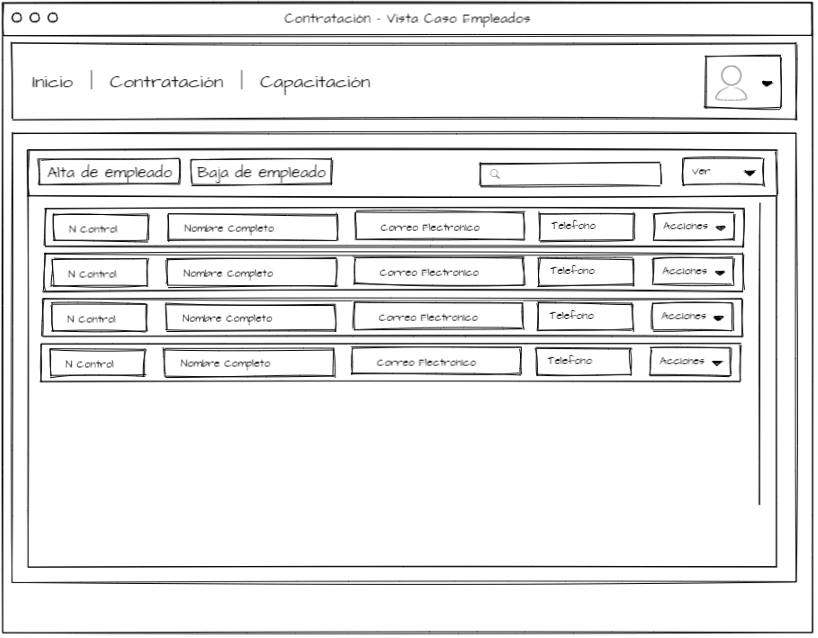 Contratación - Vista Caso Empleados
Inicio | Contratación | Capacitación
Alta de empleado Baja de empleado Ver
N Control Nombre Completo Correo Electronico Telefono Acciones
N Control Nombre Completo Correo Electronico Telefono Acciones
N Control Nombre Completo Correo Electronico Telefono Acciones
N Control Nombre Completo Correo Electronico Telefono Acciones